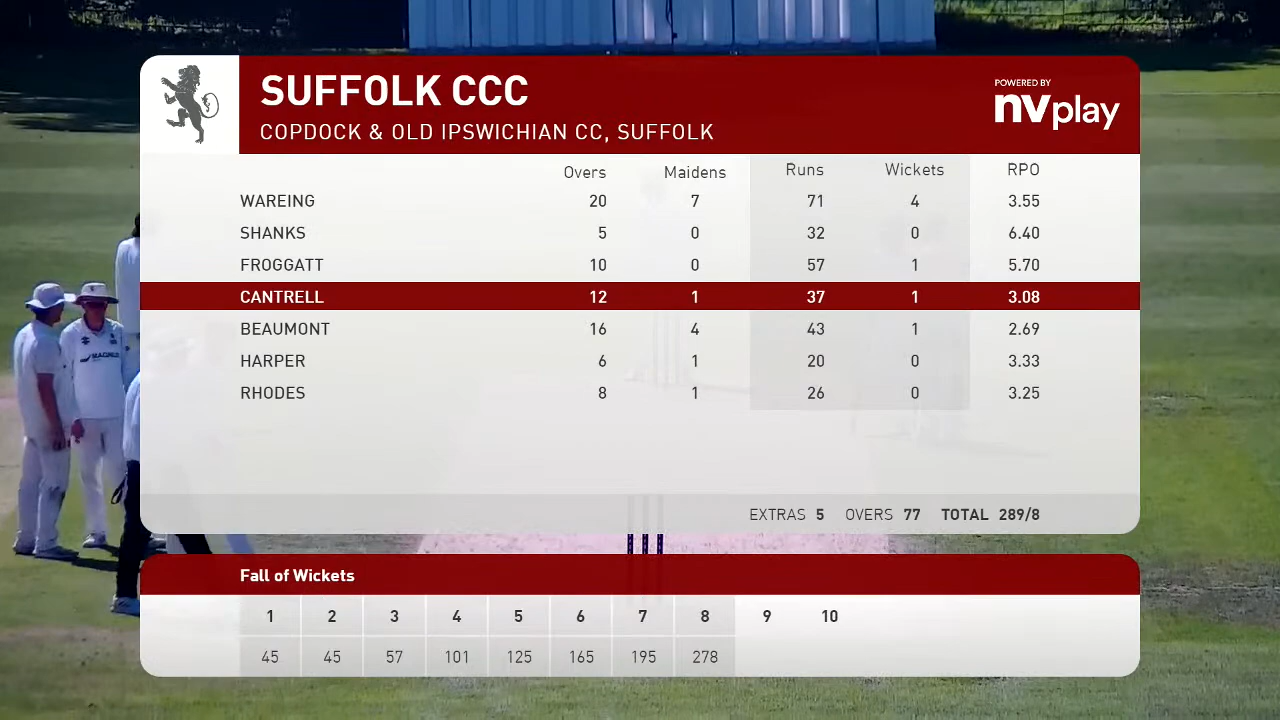 SUFFOLK CCC
COPDOCK & OLD IPSWICHIAN CC, SUFFOLK
POWERED BY
nvplay
Overs Maidens Runs Wickets RPO
WAREING 20 7 71 4 3.55
SHANKS 5 0 32 0 6.40
FROGGATT 10 0 57 1 5.70
CANTRELL 12 1 37 1 3.08
BEAUMONT 16 4 43 1 2.69
HARPER 6 1 20 0 3.33
RHODES 8 1 26 0 3.25
EXTRAS 5 OVERS 77 TOTAL 289/8
Fall of Wickets
1 2 3 4 5 6 7 8 9 10
45 45 57 101 125 165 195 278